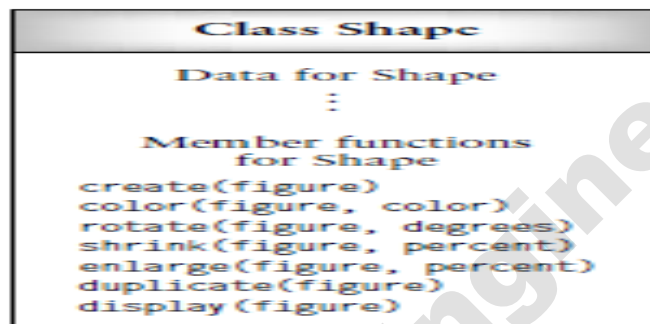 Class Shape
Data for Shape
⋮
Member functions
for Shape
create(figure)
color(figure, color)
rotate(figure, degrees)
shrink(figure, percent)
enlarge(figure, percent)
duplicate(figure)
display(figure)